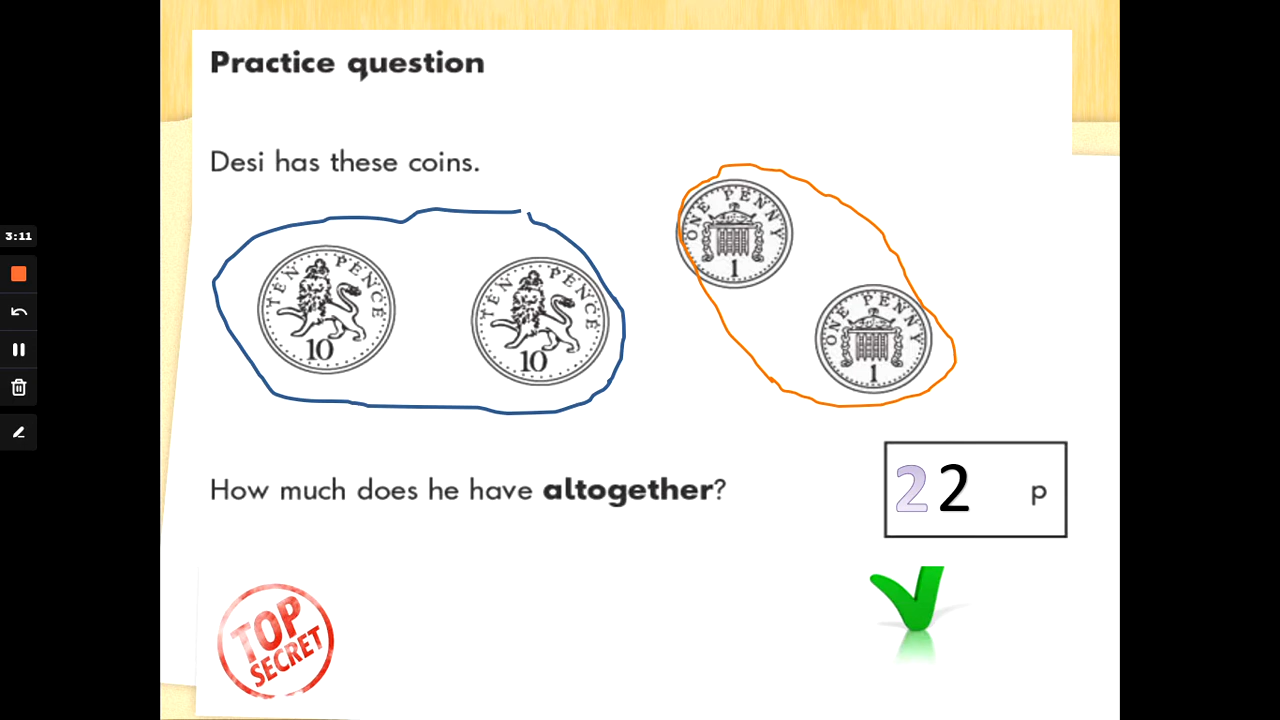 Practice question
Desi has these coins.
ONE PENNY
1
TEN PENCE
10
TEN PENCE
10
ONE PENNY
1
3:11
How much does he have altogether?
22 p
TOP
SECRET